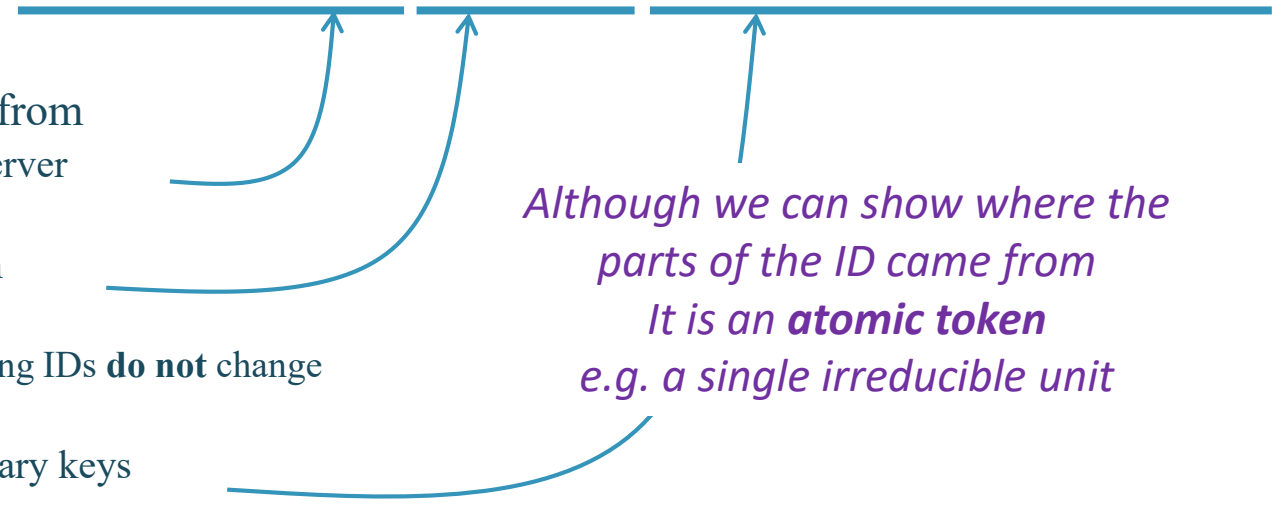 from
erver
ng IDs do not change
ary keys
Although we can show where the
parts of the ID came from
It is an atomic token
e.g. a single irreducible unit